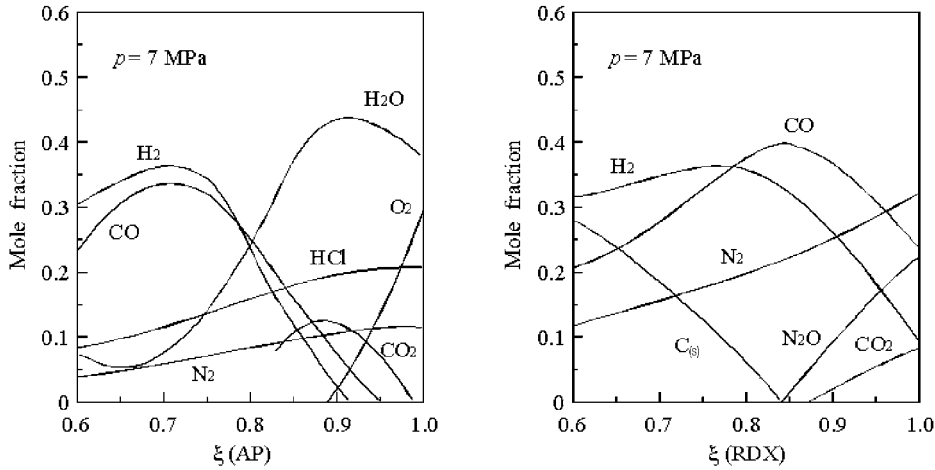 0.6
0.5
0.4
0.3
0.2
0.1
0
Mole fraction
p = 7 MPa
H2O
H2
O2
CO
HCl
CO2
N2
0.6 0.7 0.8 0.9 1.0
ξ (AP)
0.6
0.5
0.4
0.3
0.2
0.1
0
Mole fraction
p = 7 MPa
CO
H2
N2
C(s)
N2O
CO2
0.6 0.7 0.8 0.9 1.0
ξ (RDX)